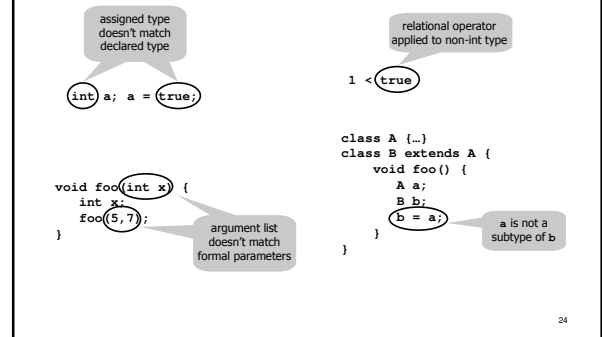 assigned type
doesn't match
declared type
int a; a = true;
relational operator
applied to non-int type
1 < true
void foo(int x) {
int x;
foo(5,7);
}
argument list
doesn't match
formal parameters
class A {…}
class B extends A {
void foo() {
A a;
B b;
b = a;
}
}
a is not a
subtype of b
24